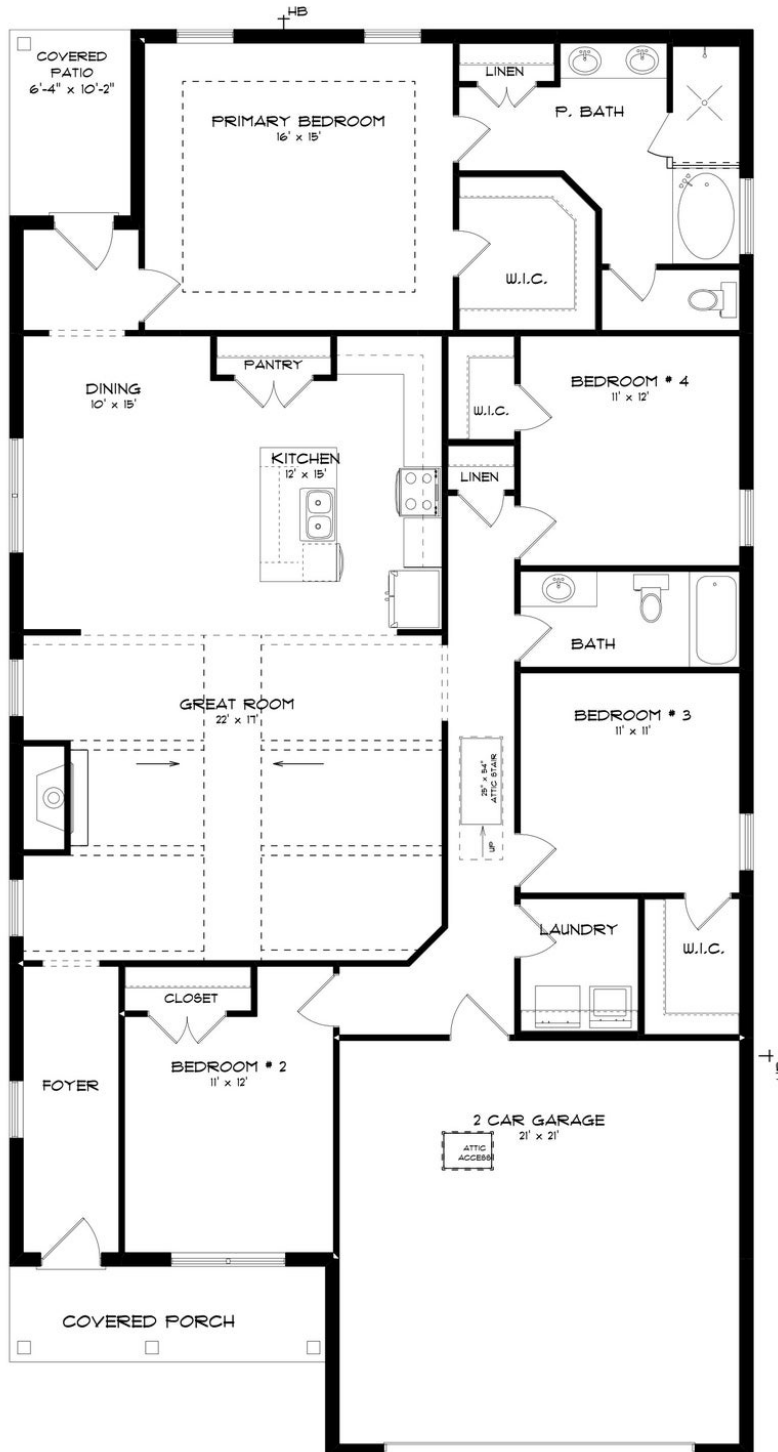 HB
COVERED
PATIO
6'-4" x 10'-2"
PRIMARY BEDROOM
16' x 15'
LINEN
P. BATH
W.I.C.
DINING
10' x 15'
PANTRY
KITCHEN
12' x 15'
W.I.C.
BEDROOM # 4
11' x 12'
LINEN
BATH
GREAT ROOM
22' x 17'
BEDROOM # 3
11' x 11'
25" x 54"
ATTIC STAIR
UP
LAUNDRY
W.I.C.
CLOSET
BEDROOM # 2
11' x 12'
FOYER
2 CAR GARAGE
21' x 21'
ATTIC
ACCESS
COVERED PORCH